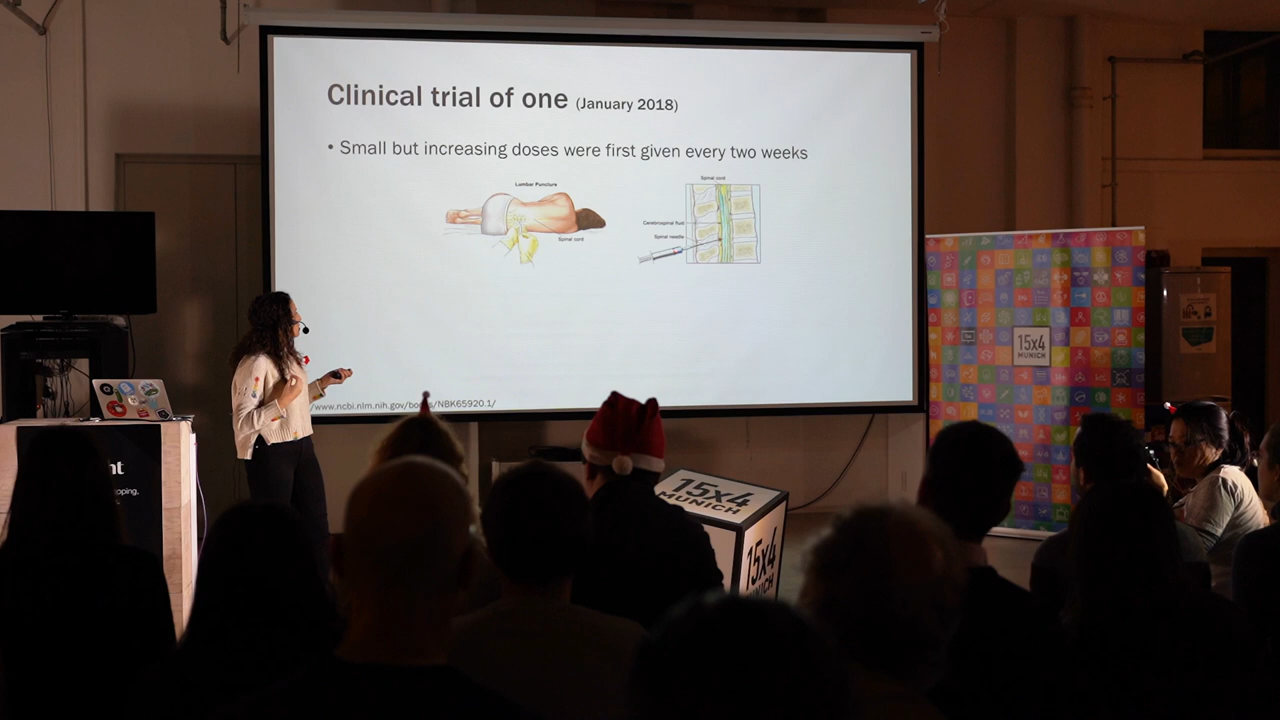 Clinical trial of one (January 2018)
• Small but increasing doses were first given every two weeks
Lumbar Puncture
Spinal cord
Spinal cord
Cerebrospinal fluid
Spinal needle
/www.ncbi.nlm.nih.gov/books/NBK65920.1/
15x4
MUNICH
15x4
MUNICH
15x4
MUNICH